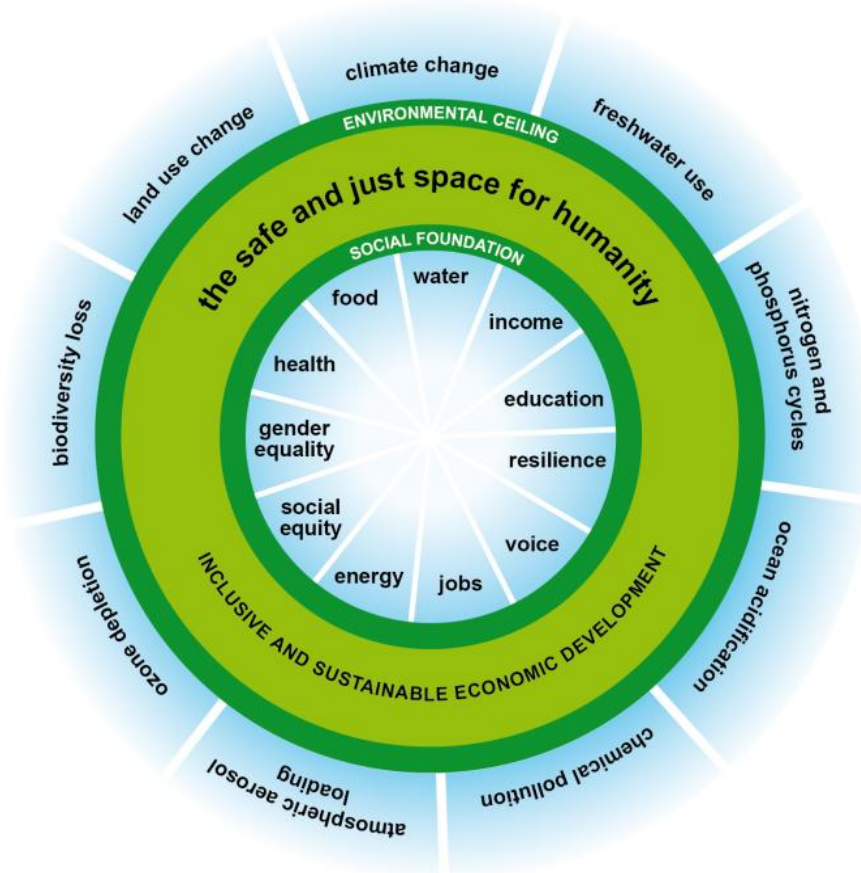 climate change
freshwater use
nitrogen and
phosphorus cycles
ocean acidification
chemical pollution
atmospheric aerosol
loading
ozone depletion
biodiversity loss
land use change
ENVIRONMENTAL CEILING
the safe and just space for humanity
SOCIAL FOUNDATION
water
income
education
resilience
voice
jobs
energy
social
equity
gender
equality
health
food
INCLUSIVE AND SUSTAINABLE ECONOMIC DEVELOPMENT